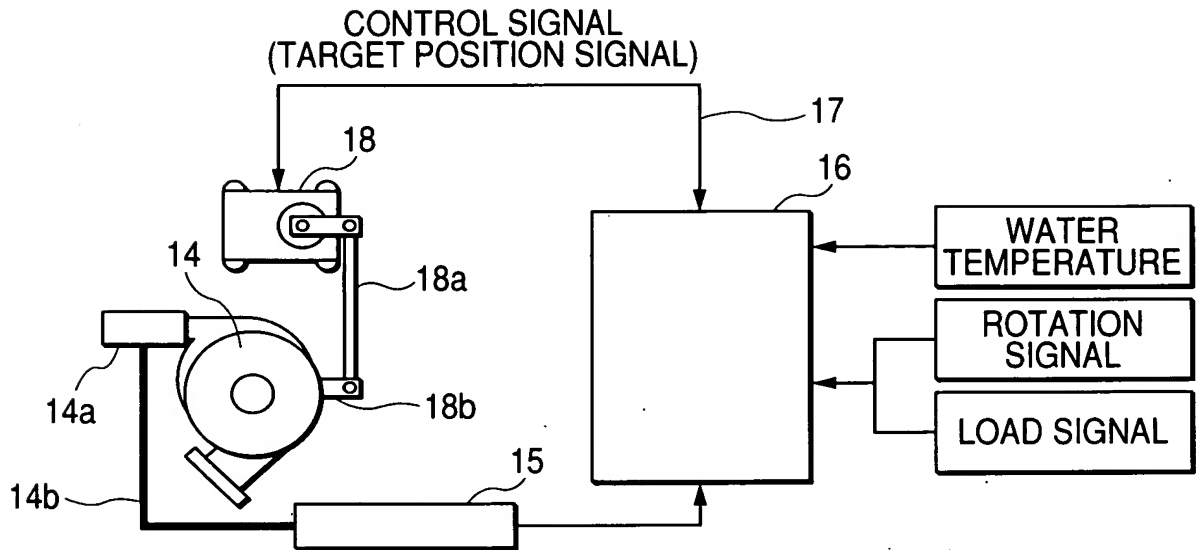 CONTROL SIGNAL
(TARGET POSITION SIGNAL)
17
18
16
WATER
TEMPERATURE
14
18a
ROTATION
SIGNAL
14a
18b
LOAD SIGNAL
15
14b